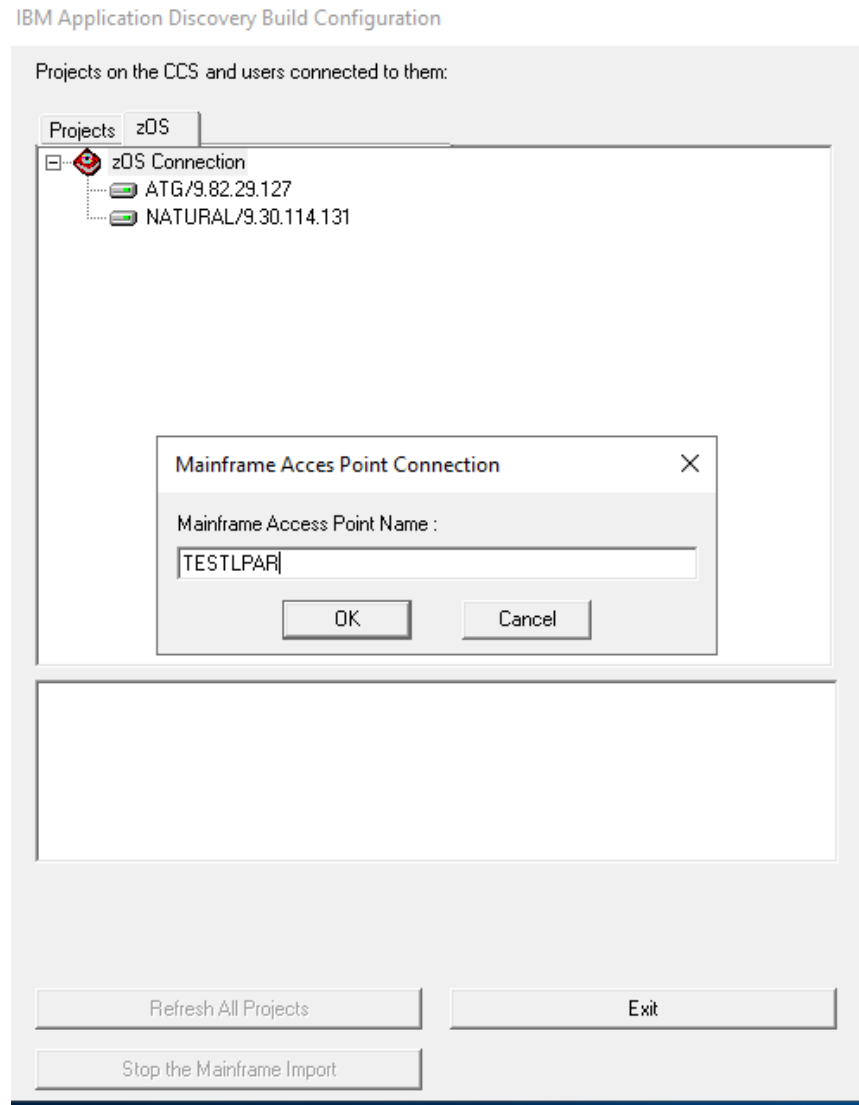 IBM Application Discovery Build Configuration
Projects on the CCS and users connected to them:
Projects zOS
zOS Connection
ATG/9.82.29.127
NATURAL/9.30.114.131
Mainframe Acces Point Connection
Mainframe Access Point Name :
TESTLPAR
OK Cancel
Refresh All Projects Exit
Stop the Mainframe Import